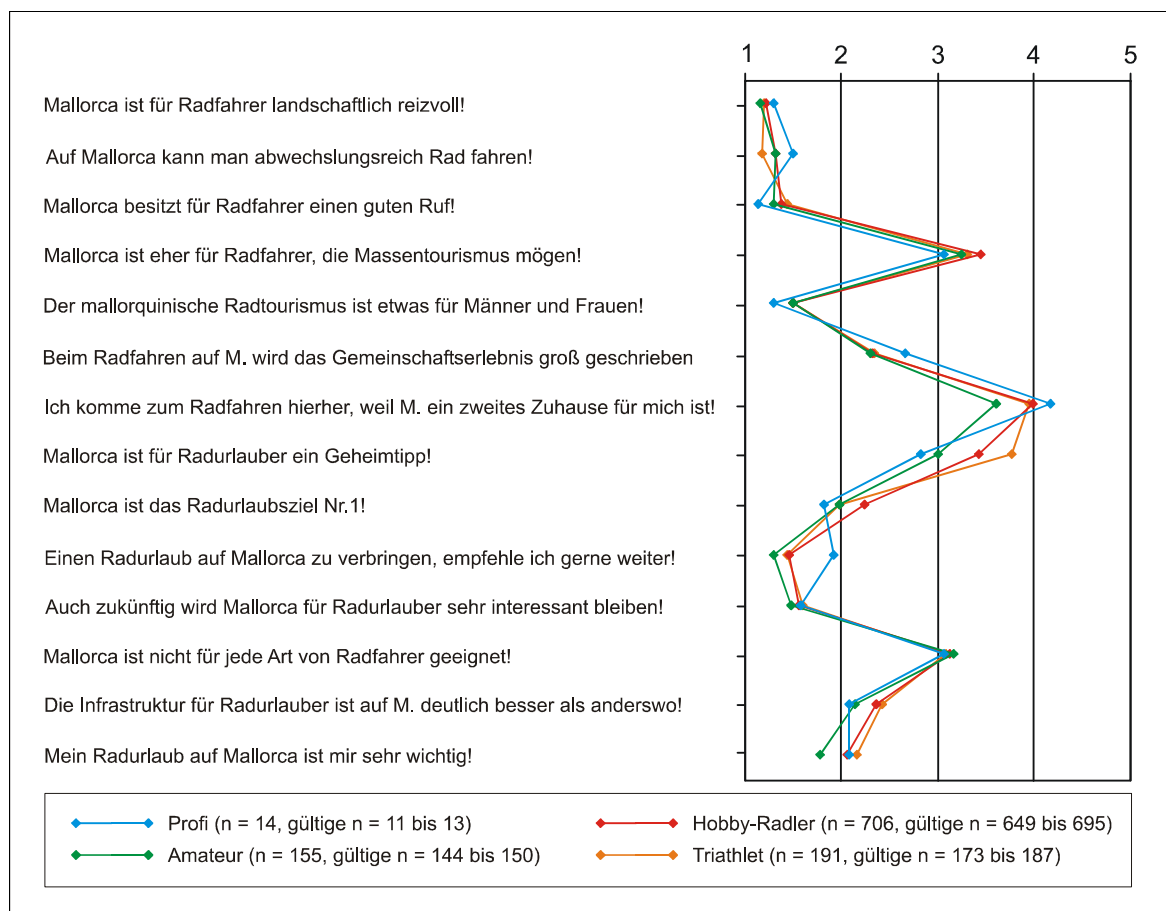 1 2 3 4 5
Mallorca ist für Radfahrer landschaftlich reizvoll!
Auf Mallorca kann man abwechslungsreich Rad fahren!
Mallorca besitzt für Radfahrer einen guten Ruf!
Mallorca ist eher für Radfahrer, die Massentourismus mögen!
Der mallorquinische Radtourismus ist etwas für Männer und Frauen!
Beim Radfahren auf M. wird das Gemeinschaftserlebnis groß geschrieben
Ich komme zum Radfahren hierher, weil M. ein zweites Zuhause für mich ist!
Mallorca ist für Radurlauber ein Geheimtipp!
Mallorca ist das Radurlaubsziel Nr.1!
Einen Radurlaub auf Mallorca zu verbringen, empfehle ich gerne weiter!
Auch zukünftig wird Mallorca für Radurlauber sehr interessant bleiben!
Mallorca ist nicht für jede Art von Radfahrer geeignet!
Die Infrastruktur für Radurlauber ist auf M. deutlich besser als anderswo!
Mein Radurlaub auf Mallorca ist mir sehr wichtig!
Profi (n = 14, gültige n = 11 bis 13)
Hobby-Radler (n = 706, gültige n = 649 bis 695)
Amateur (n = 155, gültige n = 144 bis 150)
Triathlet (n = 191, gültige n = 173 bis 187)